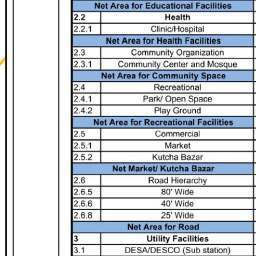 Net Area for Educational Facilities
2.2 Health
2.2.1 Clinic/Hospital
Net Area for Health Facilities
2.3 Community Organization
2.3.1 Community Center and Mosque
Net Area for Community Space
2.4 Recreational
2.4.1 Park/ Open Space
2.4.2 Play Ground
Net Area for Recreational Facilities
2.5 Commercial
2.5.1 Market
2.5.2 Kutcha Bazar
Net Market/ Kutcha Bazar
2.6 Road Hierarchy
2.6.5 80' Wide
2.6.6 40' Wide
2.6.8 25' Wide
Net Area for Road
3 Utility Facilities
3.1 DESA/DESCO (Sub station)